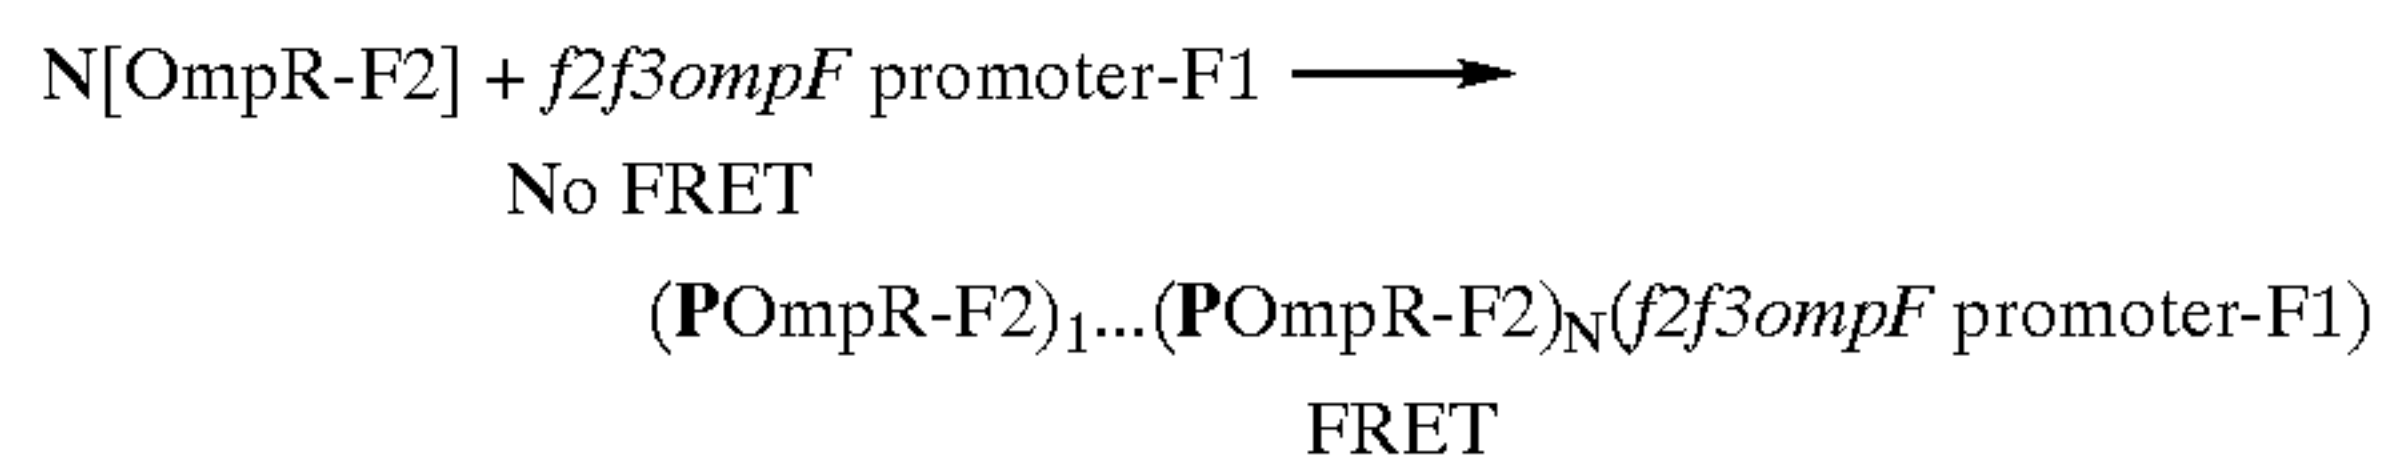 N[OmpR-F2] + f2f3ompF promoter-F1 ⟶
No FRET
(POmpR-F2)1...(POmpR-F2)N(f2f3ompF promoter-F1)
FRET